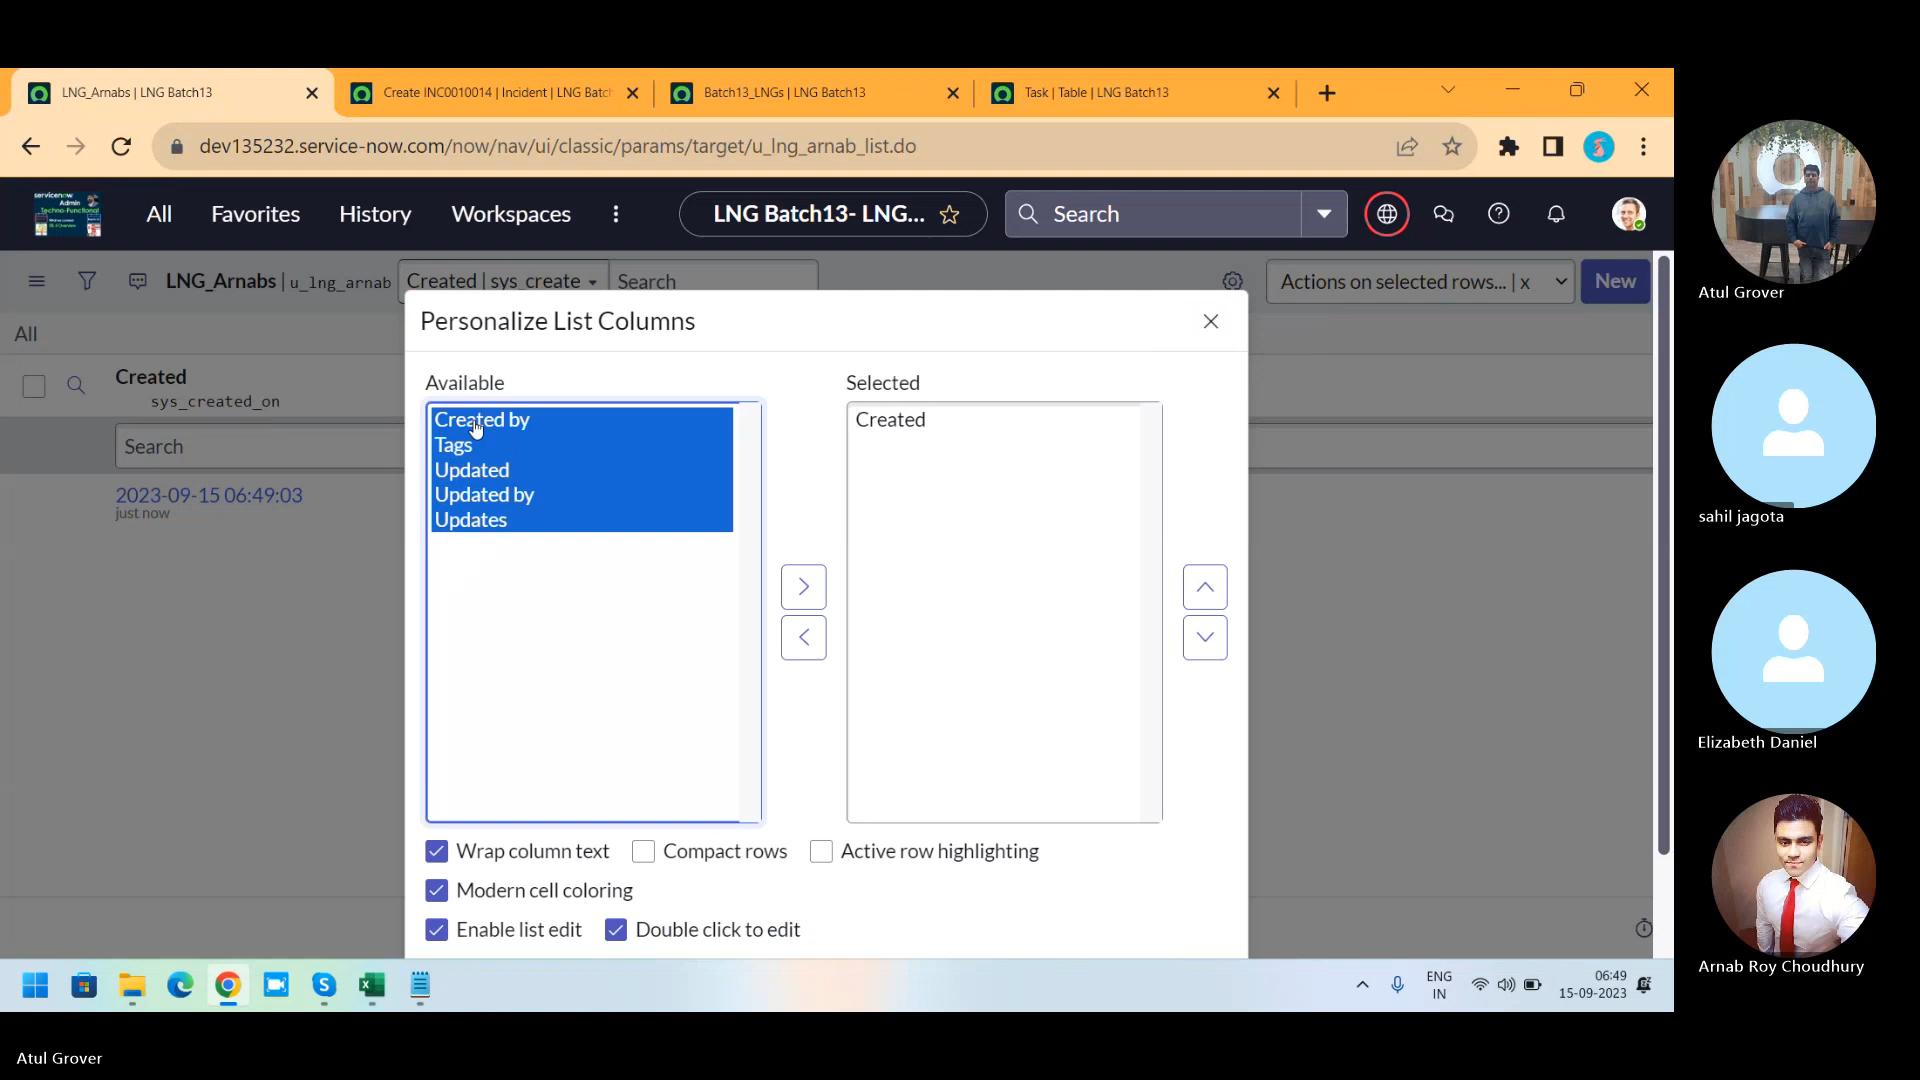 LNG_Arnabs | LNG Batch13
Create INC0010014 | Incident | LNG Batc
Batch13_LNGs | LNG Batch13
Task | Table | LNG Batch13
dev135232.service-now.com/now/nav/ui/classic/params/target/u_lng_arnab_list.do
servicenow
Admin
Techno-Functional
All
Favorites
History
Workspaces
LNG Batch13- LNG...
Search
LNG_Arnabs | u_lng_arnab
Created | sys_create
Search
Actions on selected rows... | x
New
Personalize List Columns
All
Created
sys_created_on
Search
2023-09-15 06:49:03
just now
Available
Selected
Created by
Tags
Updated
Updated by
Updates
Created
Wrap column text
Compact rows
Active row highlighting
Modern cell coloring
Enable list edit
Double click to edit
ENG
IN
06:49
15-09-2023
Atul Grover
sahil jagota
Elizabeth Daniel
Arnab Roy Choudhury
Atul Grover